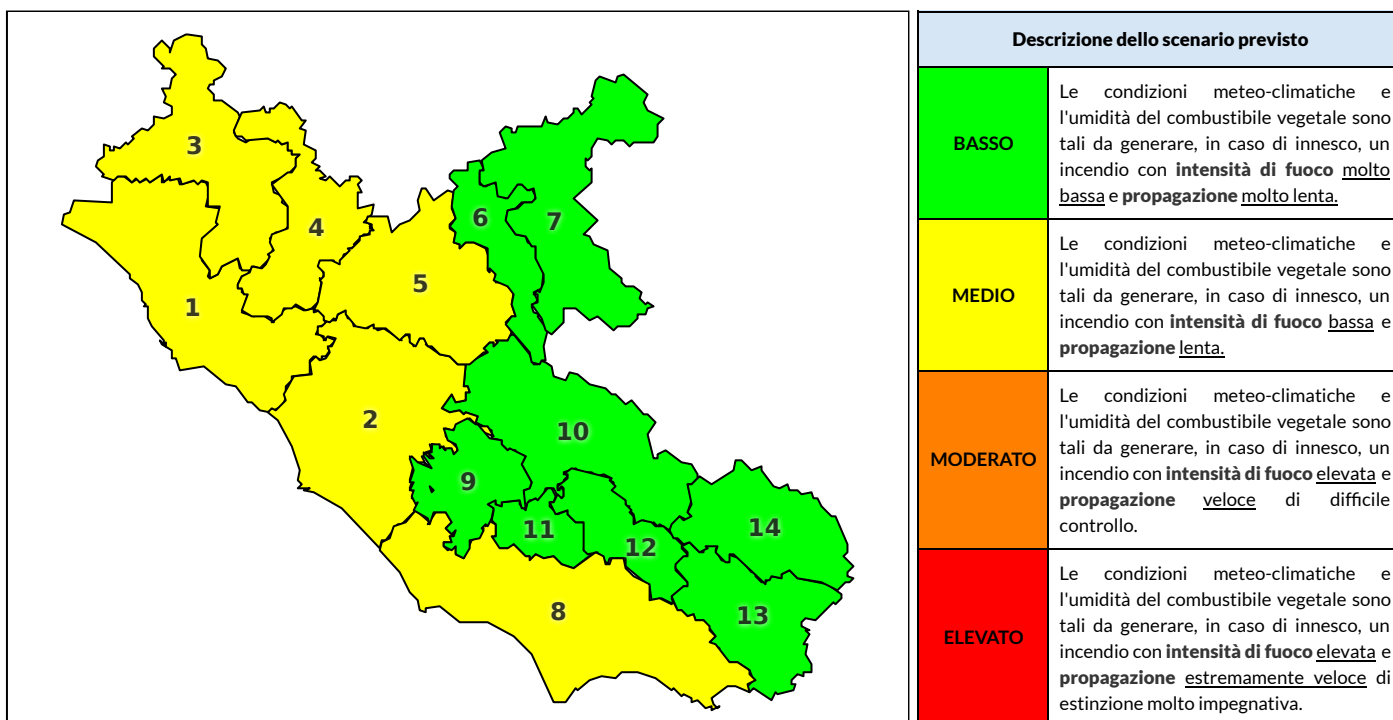 3
4
6
7
5
1
2
10
9
11
12
14
8
13
Descrizione dello scenario previsto
BASSO
Le condizioni meteo-climatiche e
l'umidità del combustibile vegetale sono
tali da generare, in caso di innesco, un
incendio con intensità di fuoco molto
bassa e propagazione molto lenta.
MEDIO
Le condizioni meteo-climatiche e
l'umidità del combustibile vegetale sono
tali da generare, in caso di innesco, un
incendio con intensità di fuoco bassa e
propagazione lenta.
MODERATO
Le condizioni meteo-climatiche e
l'umidità del combustibile vegetale sono
tali da generare, in caso di innesco, un
incendio con intensità di fuoco elevata e
propagazione veloce di difficile
controllo.
ELEVATO
Le condizioni meteo-climatiche e
l'umidità del combustibile vegetale sono
tali da generare, in caso di innesco, un
incendio con intensità di fuoco elevata e
propagazione estremamente veloce di
estinzione molto impegnativa.